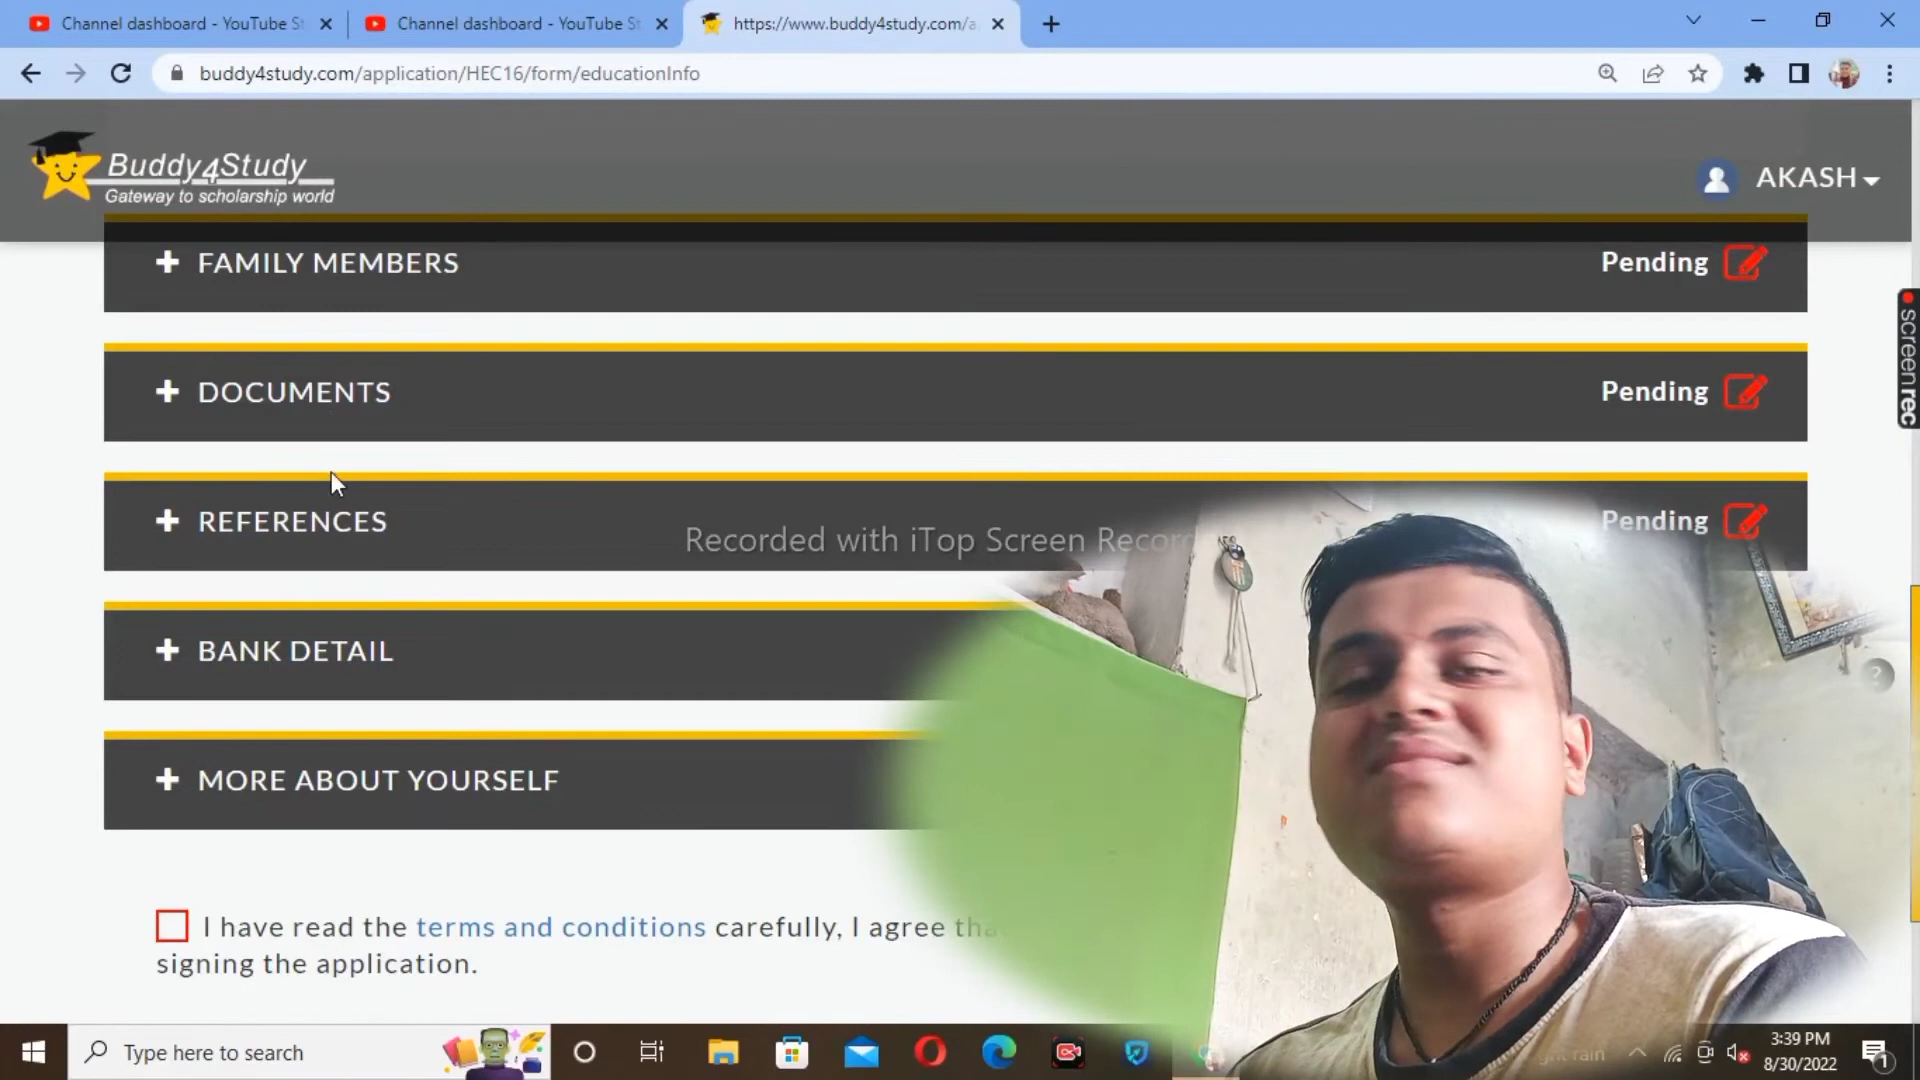 Channel dashboard - YouTube St
Channel dashboard - YouTube St
https://www.buddy4study.com/a
buddy4study.com/application/HEC16/form/educationInfo
Buddy4Study
Gateway to scholarship world
AKASH
FAMILY MEMBERS
Pending
DOCUMENTS
Pending
REFERENCES
Pending
Recorded with iTop Screen Recor
BANK DETAIL
MORE ABOUT YOURSELF
I have read the terms and conditions carefully, I agree tha
signing the application.
screenrec
Type here to search
rain
3:39 PM
8/30/2022
1